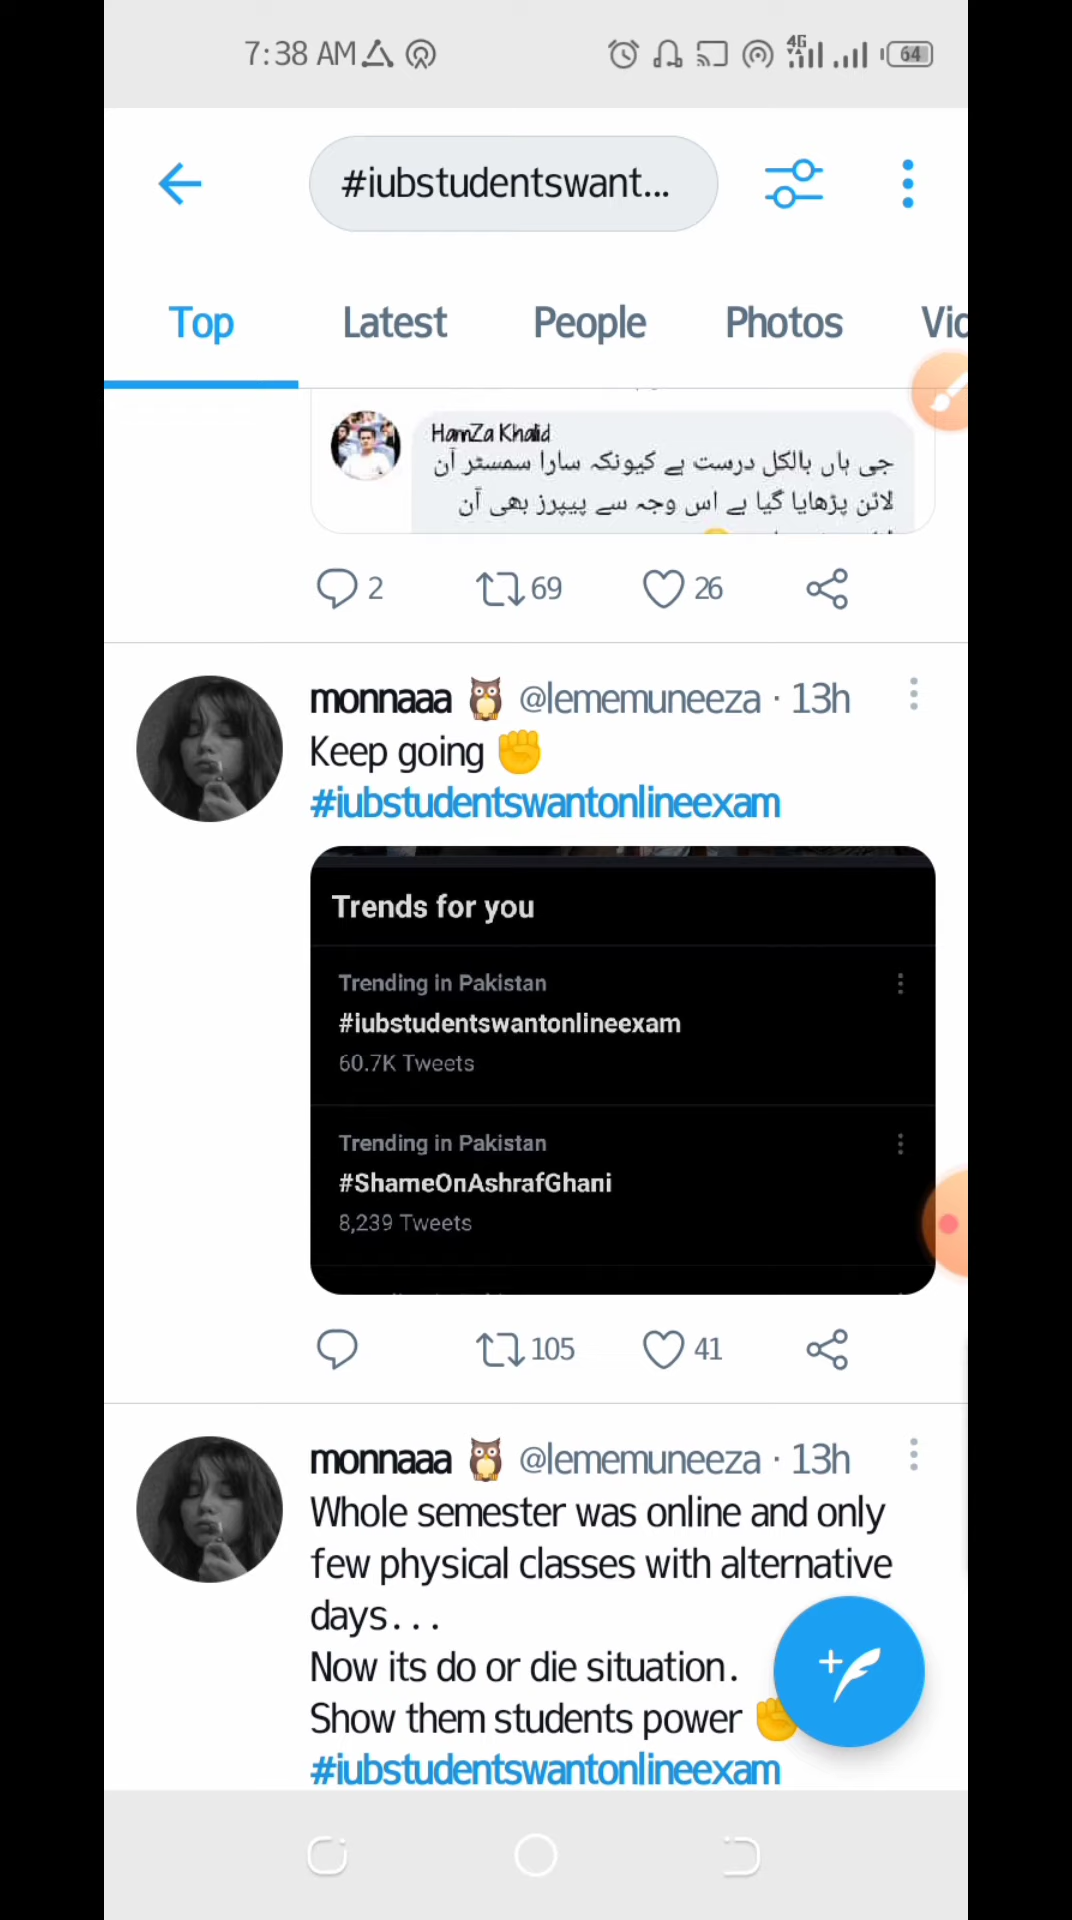 7:38 AM
4G
64
#iubstudentswant...
Top
Latest
People
Photos
Vid
HamZa Khalid
جی ہاں بالکل درست ہے کیونکہ سارا سمسٹر آن
لائن پڑھایا گیا ہے اس وجہ سے پیپرز بھی آن
2
69
26
monnaaa @lememuneeza · 13h
Keep going ✊
#iubstudentswantonlineexam
Trends for you
Trending in Pakistan
#iubstudentswantonlineexam
60.7K Tweets
Trending in Pakistan
#ShameOnAshrafGhani
8,239 Tweets
105
41
monnaaa @lememuneeza · 13h
Whole semester was online and only
few physical classes with alternative
days...
Now its do or die situation.
Show them students power ✊
#iubstudentswantonlineexam